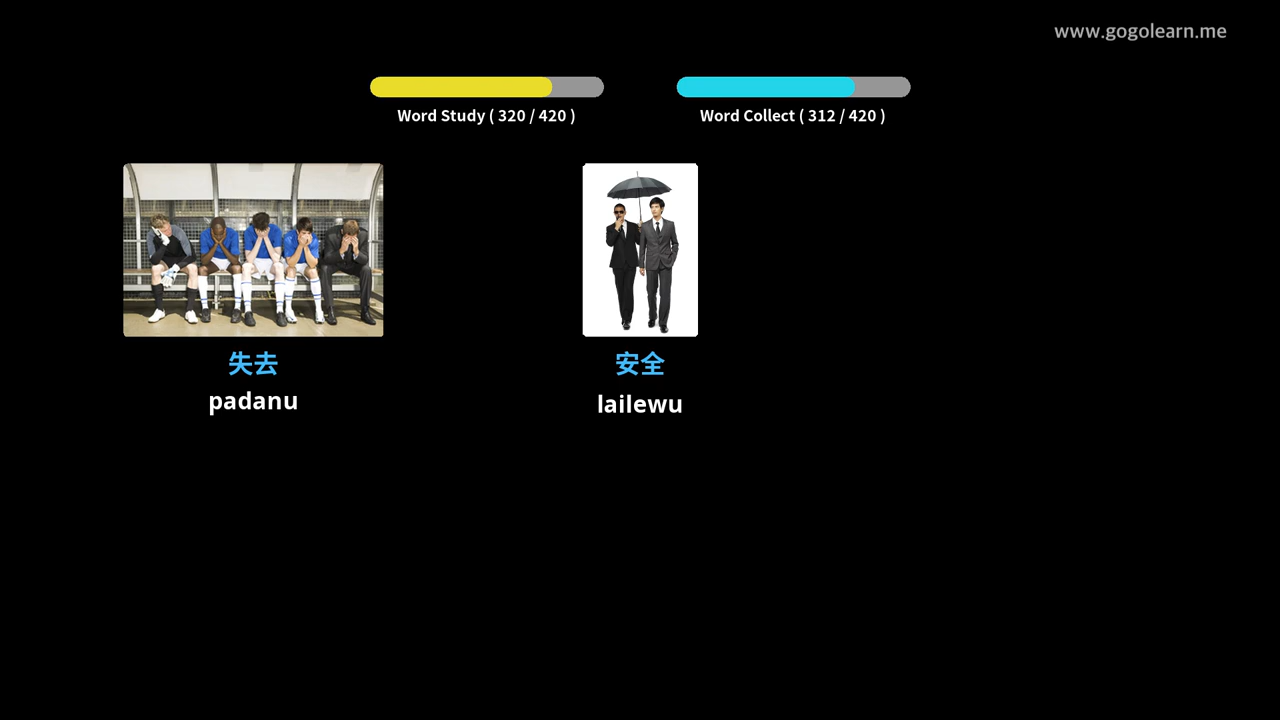 www.gogolearn.me
Word Study ( 320 / 420 )
Word Collect ( 312 / 420 )
失去
padanu
安全
lailewu